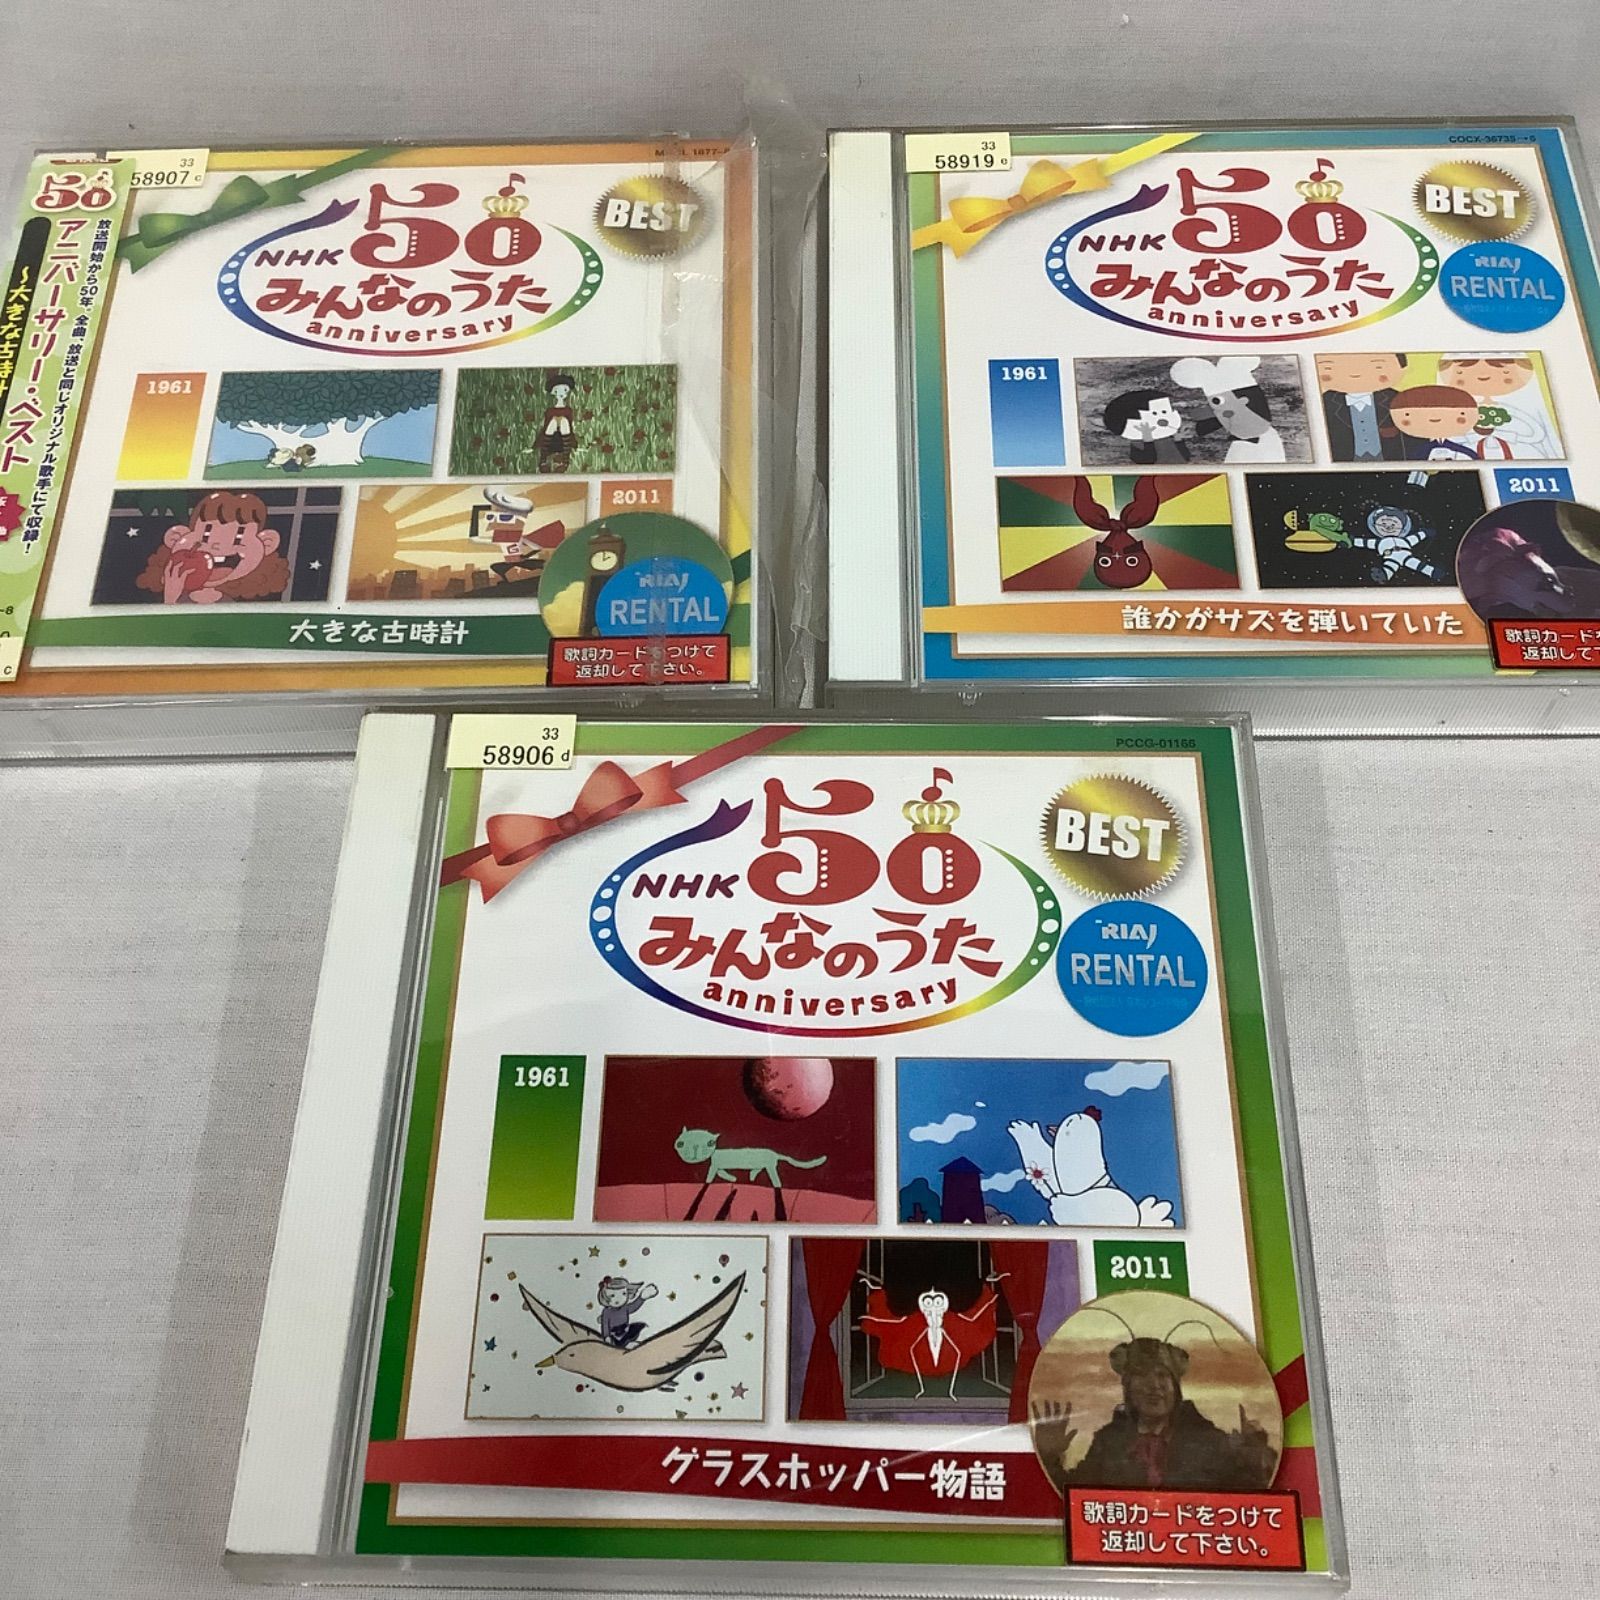 33
58907 c
50
放送開始から50年。全曲、放送と同じオリジナル歌手にて収録!
アニバーサリー・ベスト
〜大きな古時計
BEST
50
NHK
みんなのうた
anniversary
1961
2011
RIAJ
RENTAL
大きな古時計
歌詞カードをつけて
返却して下さい。
-8
c
33
58919 e
COCX-36735→6
BEST
50
NHK
みんなのうた
anniversary
RIAJ
RENTAL
1961
2011
誰かがサズを弾いていた
歌詞カード
返却して下
33
58906 d
PCCG-01166
BEST
50
NHK
みんなのうた
anniversary
RIAJ
RENTAL
1961
2011
グラスホッパー物語
歌詞カードをつけて
返却して下さい。